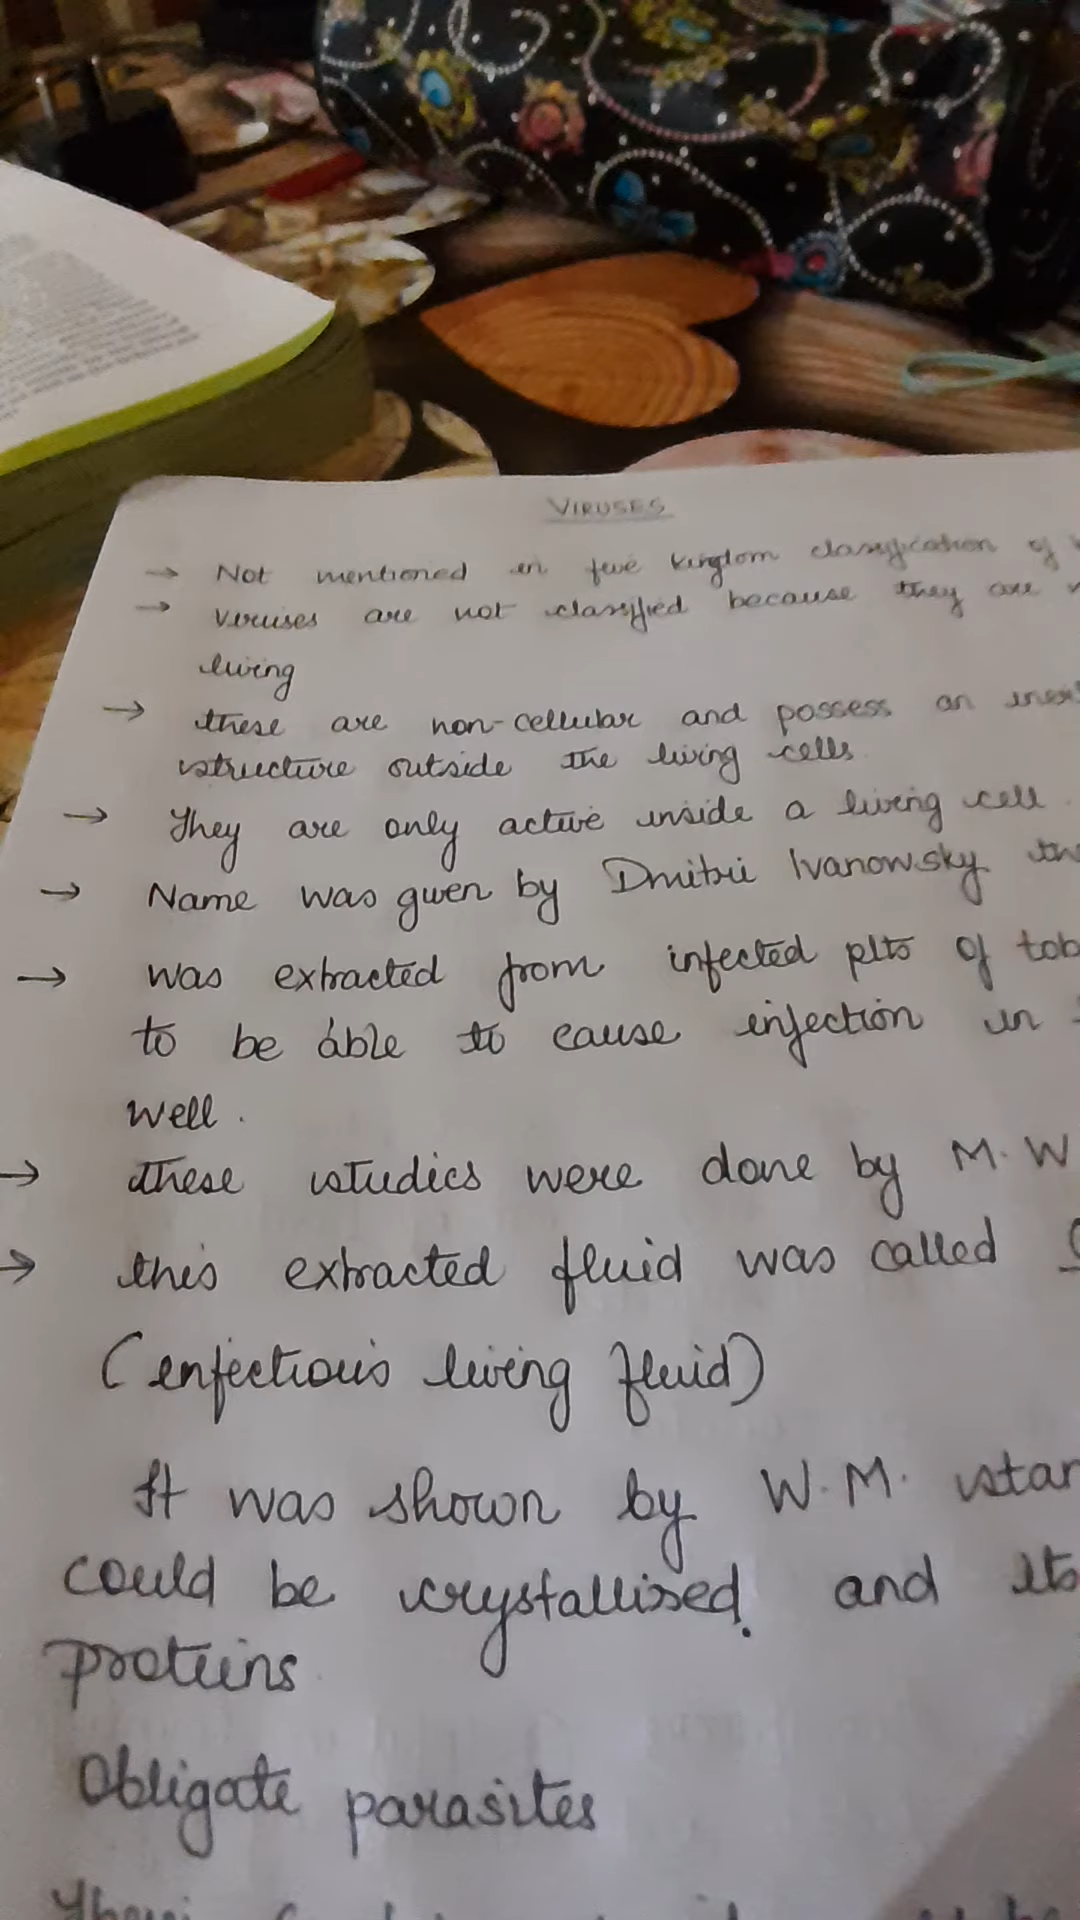 VIRUSES
→ Not mentioned in five kingdom classification of
→ viruses are not classified because they are
living
→ these are non-cellular and possess an
structure outside the living cells
→ They are only active inside a living cell
→ Name was given by Dmitri Ivanowsky
→ was extracted from infected plts of
to be able to cause infection in
well.
→ these studies were done by M.W
→ this extracted fluid was called
(infectious living fluid)
It was shown by W.M.
could be crystallised. and its
proteins
Obligate parasites